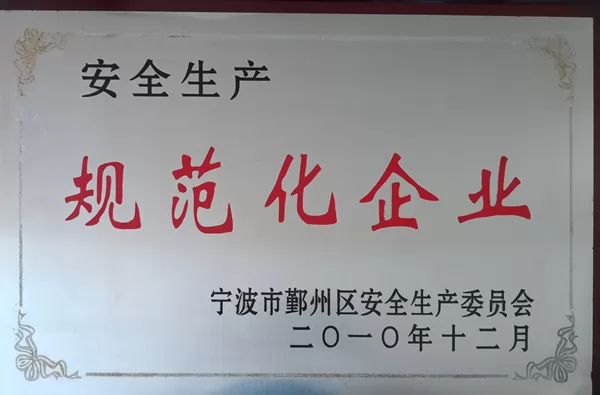 安全生产
规范化企业
宁波市鄞州区安全生产委员会
二〇一〇年十二月